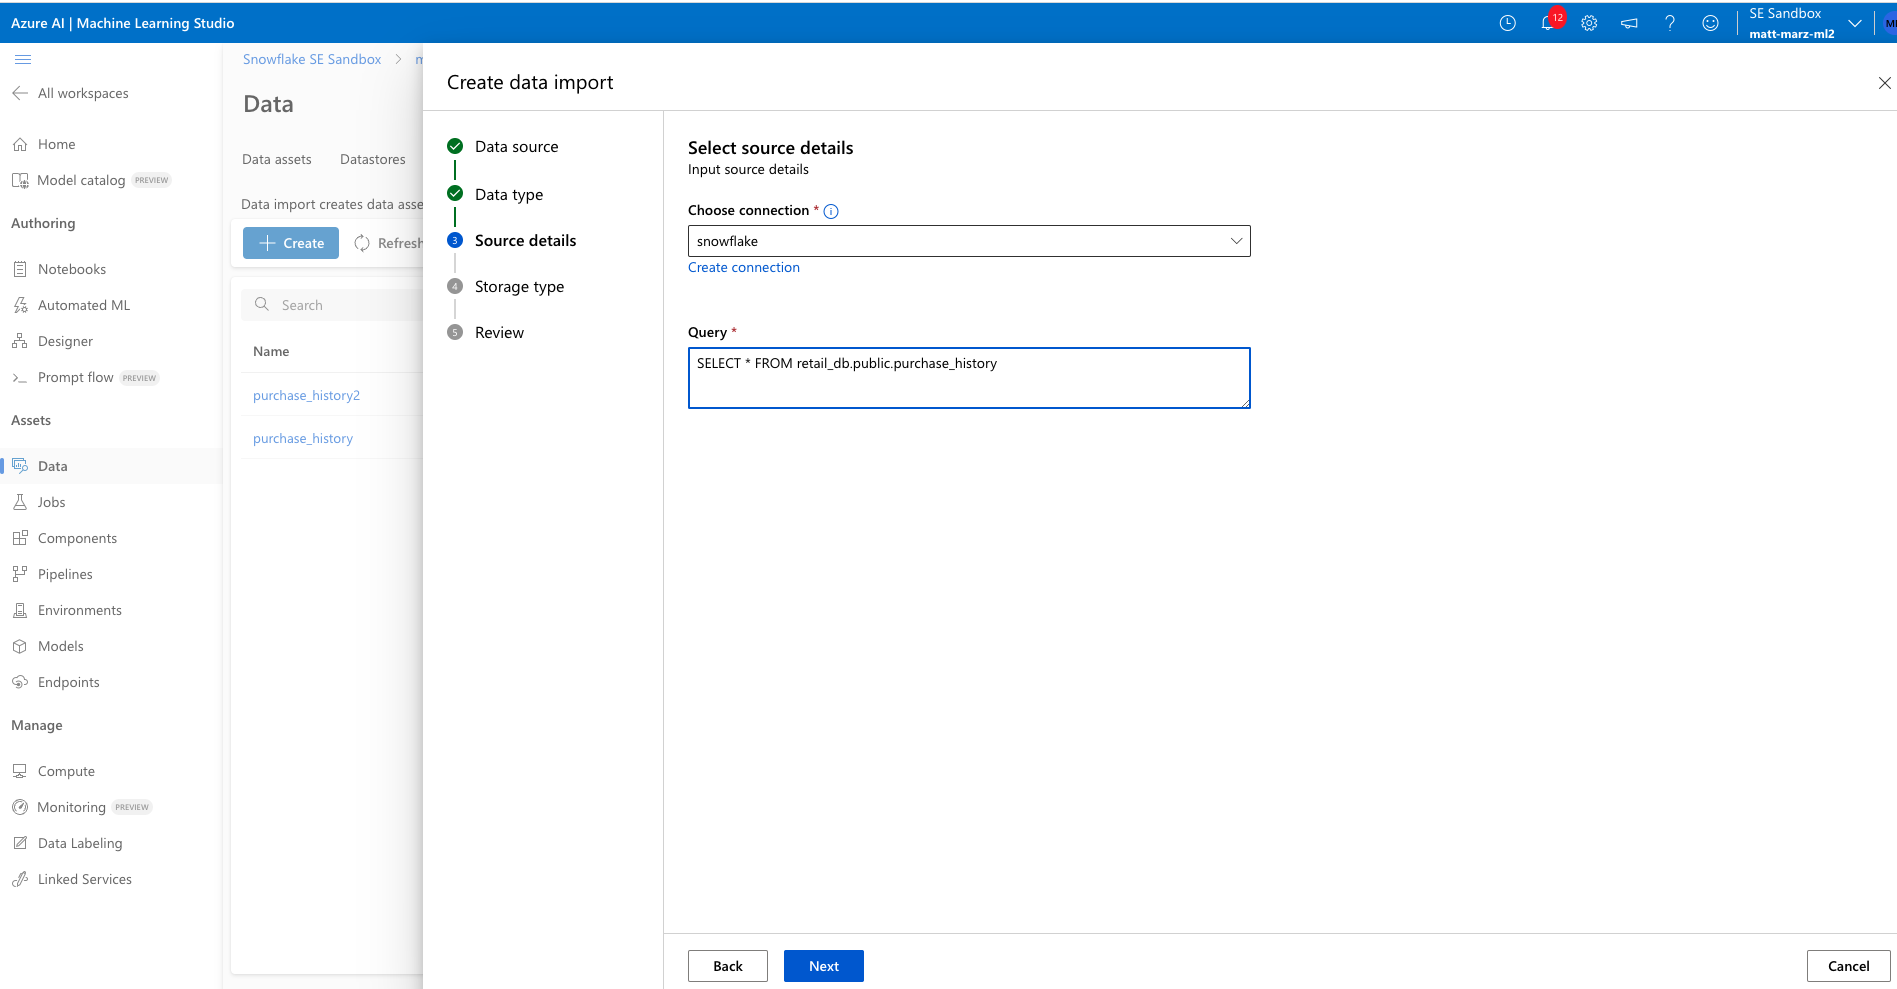 Azure AI | Machine Learning Studio
12
SE Sandbox
matt-marz-ml2
All workspaces
Home
Model catalog PREVIEW
Authoring
Notebooks
Automated ML
Designer
Prompt flow PREVIEW
Assets
Data
Jobs
Components
Pipelines
Environments
Models
Endpoints
Manage
Compute
Monitoring PREVIEW
Data Labeling
Linked Services
Snowflake SE Sandbox >
Data
Data assets Datastores
Data import creates data asse
Create Refresh
Search
Name
purchase_history2
purchase_history
Create data import
Data source
Data type
3 Source details
4 Storage type
5 Review
Select source details
Input source details
Choose connection *
snowflake
Create connection
Query *
SELECT * FROM retail_db.public.purchase_history
Back Next Cancel